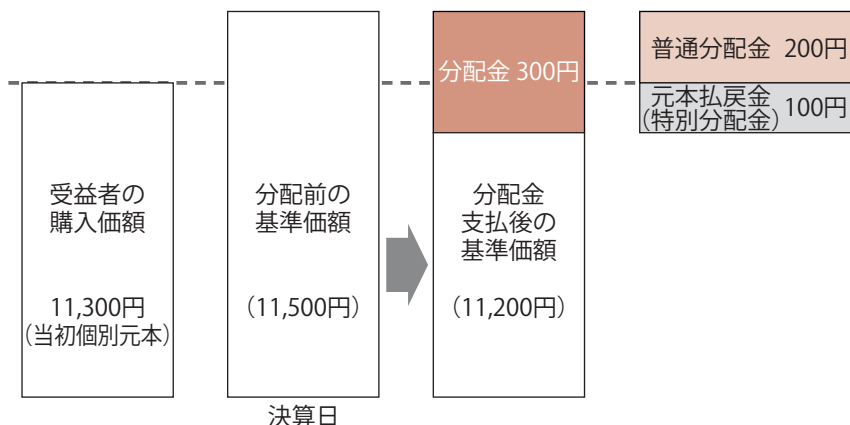 受益者の
購入価額
11,300円
（当初個別元本）
分配前の
基準価額
（11,500円）
決算日
分配金 300円
分配金
支払後の
基準価額
（11,200円）
普通分配金 200円
元本払戻金
（特別分配金）
100円